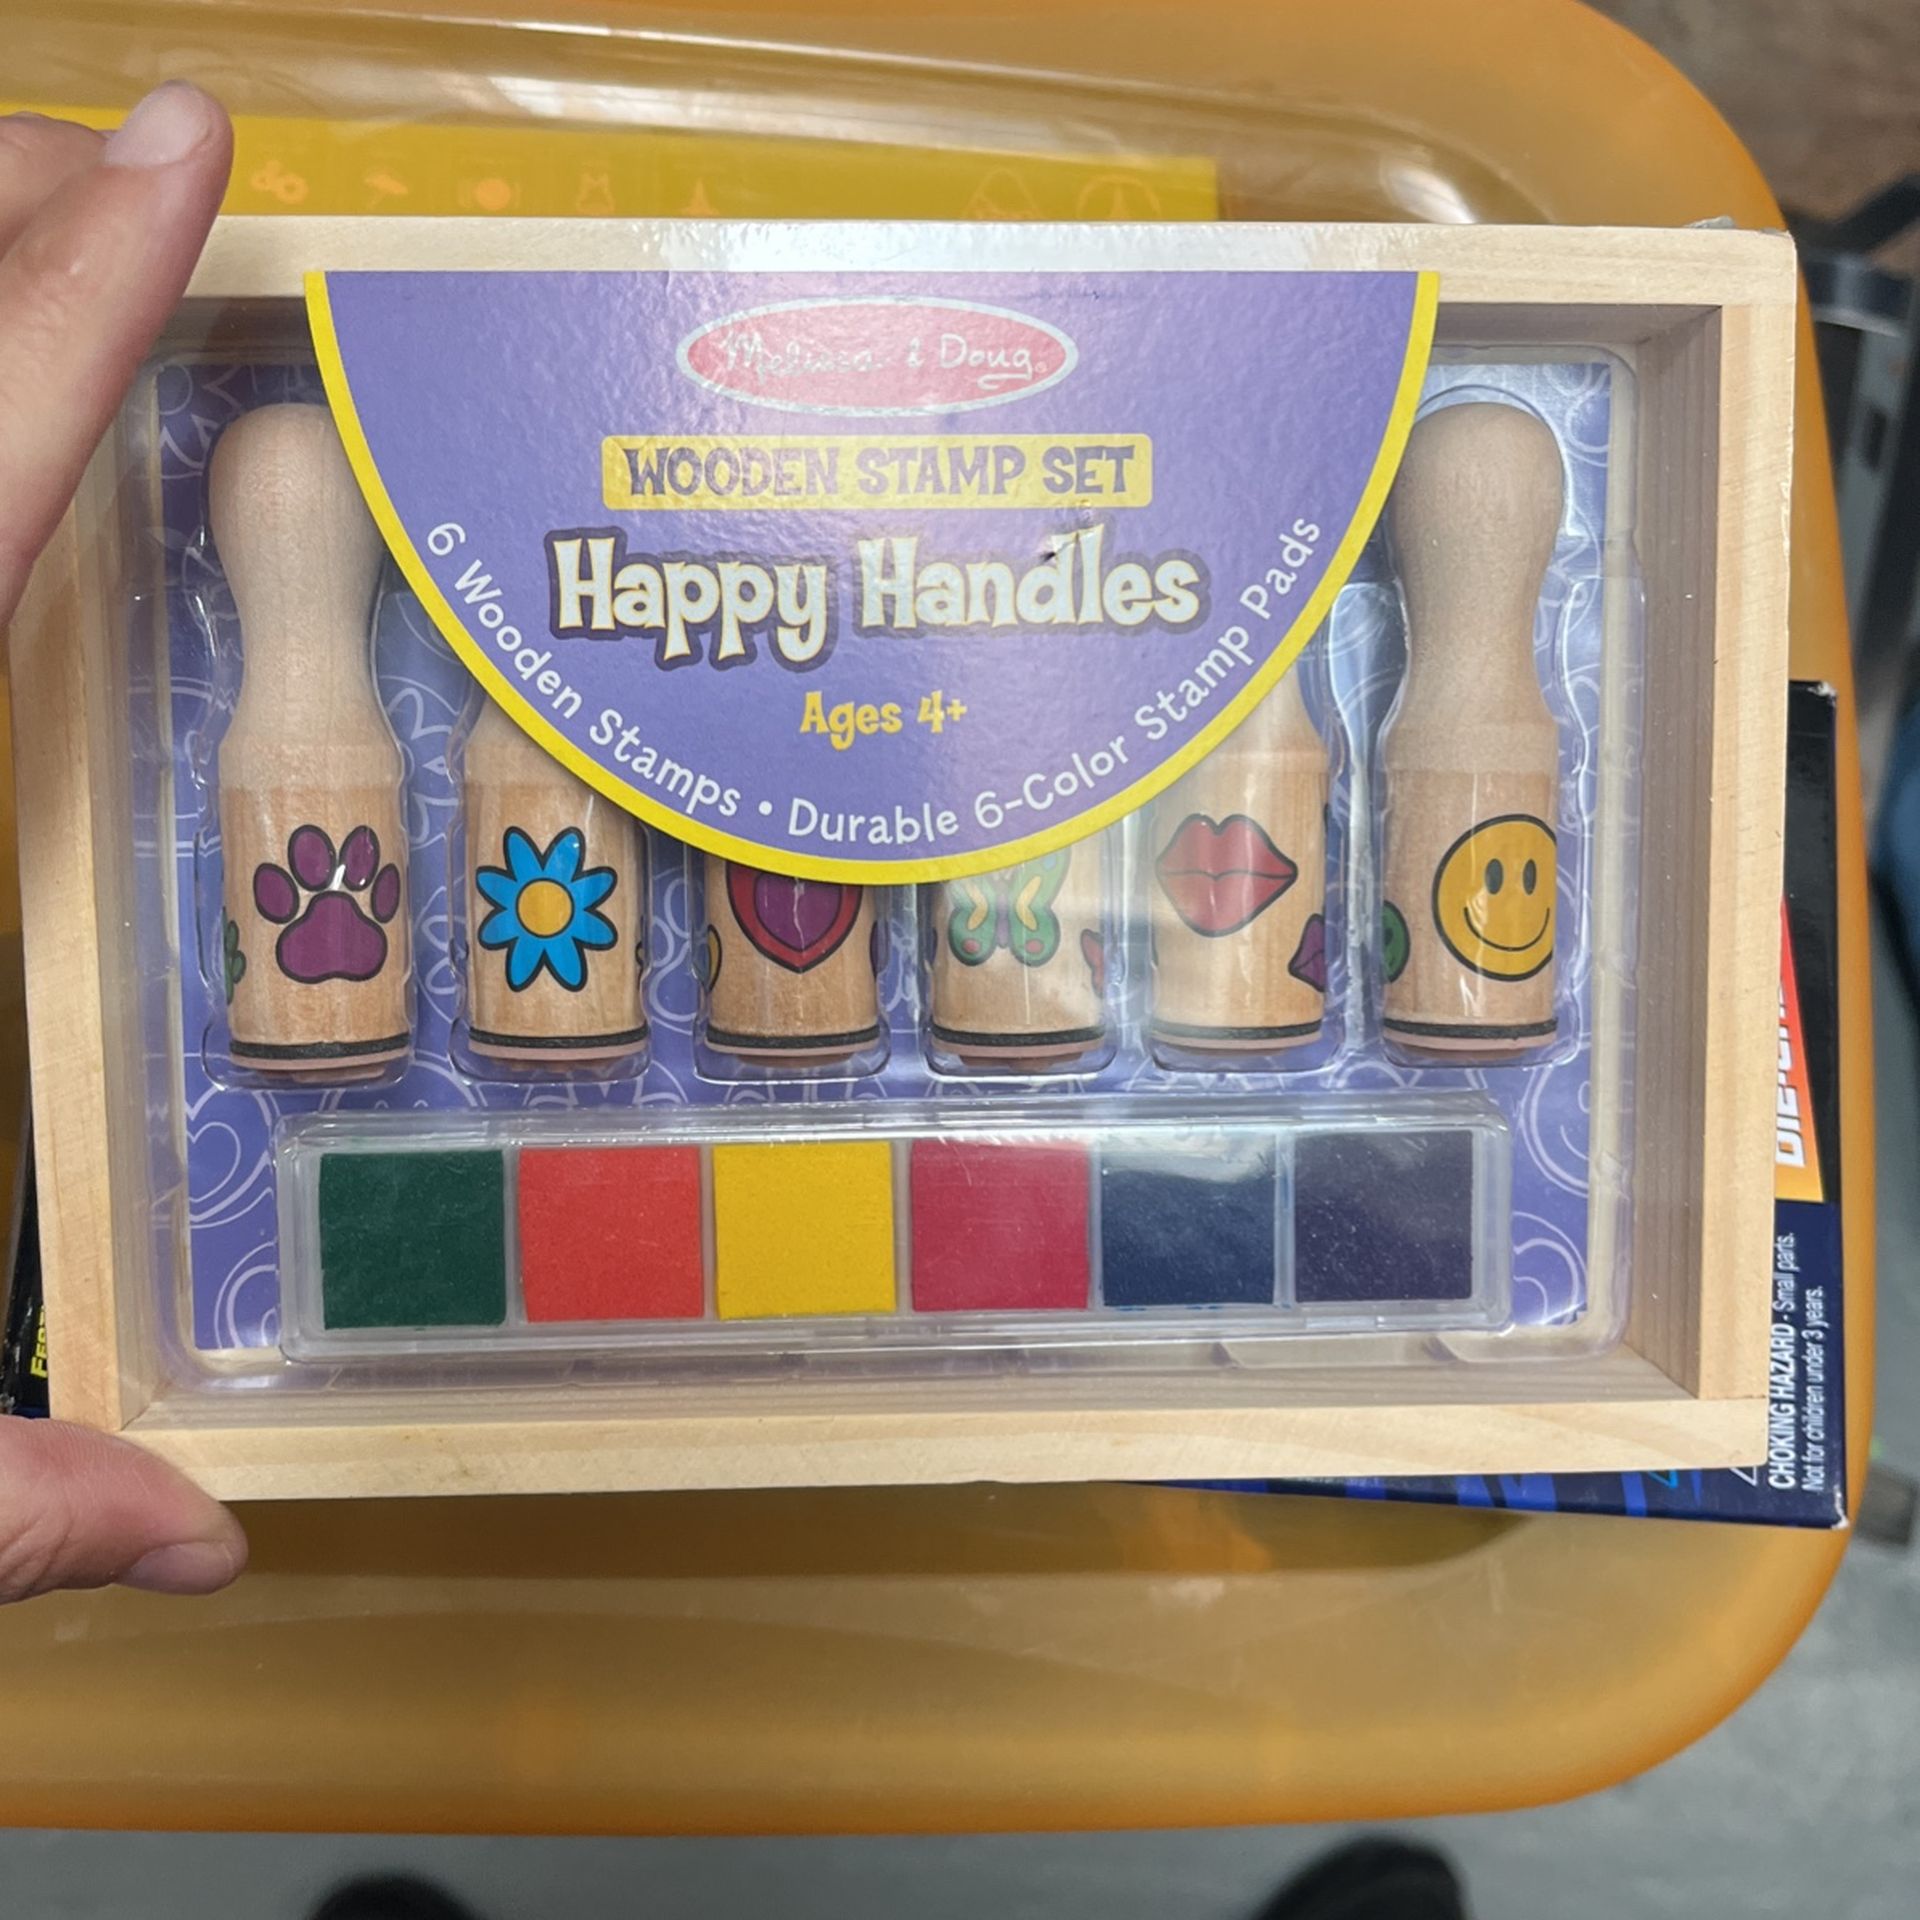 Melissa & Doug®
WOODEN STAMP SET
Happy Handles
Ages 4+
6 Wooden Stamps • Durable 6-Color Stamp Pads
CHOKING HAZARD - Small parts.
Not for children under 3 years.